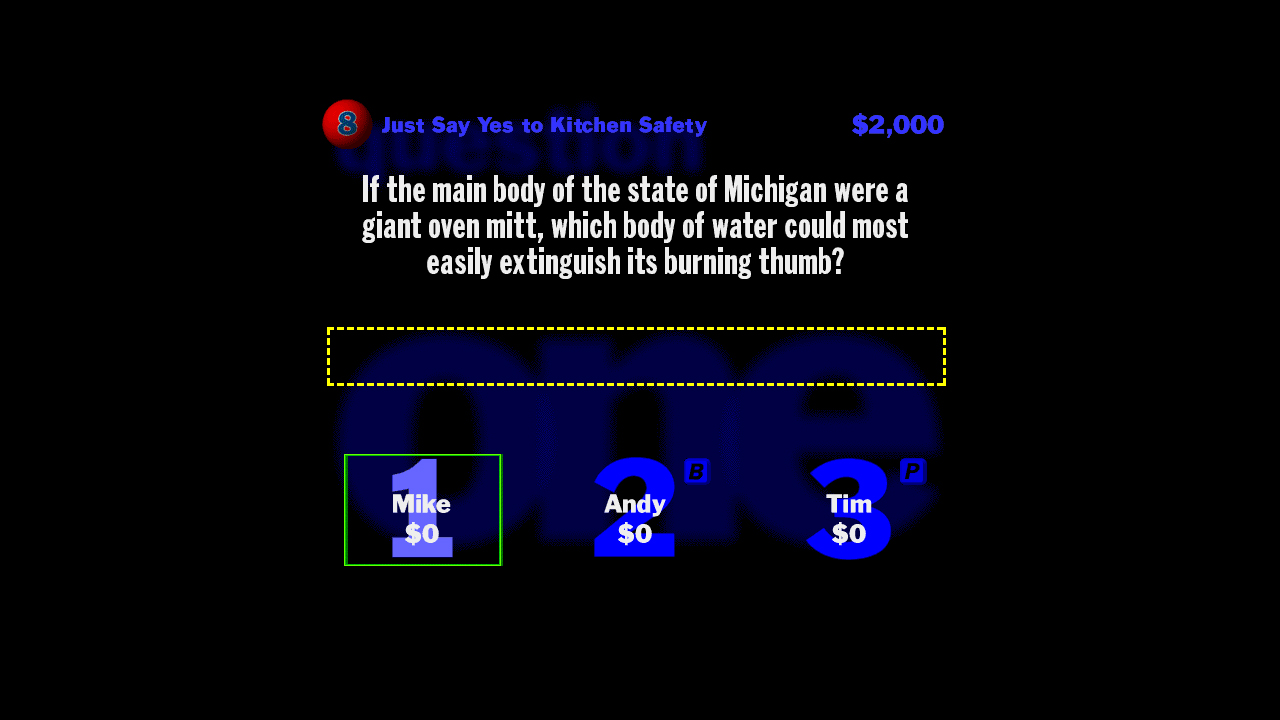 8 Just Say Yes to Kitchen Safety $2,000
question
If the main body of the state of Michigan were a
giant oven mitt, which body of water could most
easily extinguish its burning thumb?
one
1 2 B 3 P
Mike Andy Tim
$0 $0 $0